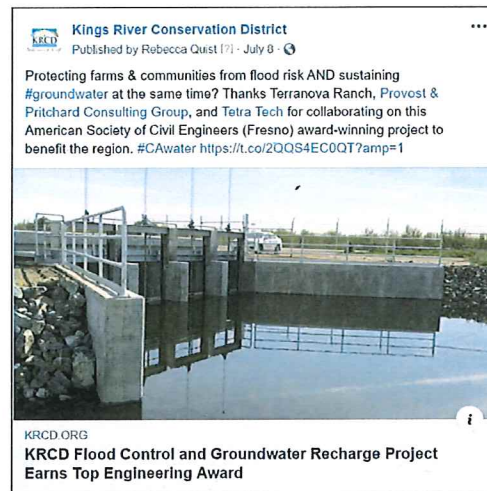 KRCD
Kings River Conservation District
Published by Rebecca Quist [?] · July 8 ·
Protecting farms & communities from flood risk AND sustaining
#groundwater at the same time? Thanks Terranova Ranch, Provost &
Pritchard Consulting Group, and Tetra Tech for collaborating on this
American Society of Civil Engineers (Fresno) award-winning project to
benefit the region. #CAwater https://t.co/2QQS4EC0QT?amp=1
i
KRCD.ORG
KRCD Flood Control and Groundwater Recharge Project
Earns Top Engineering Award